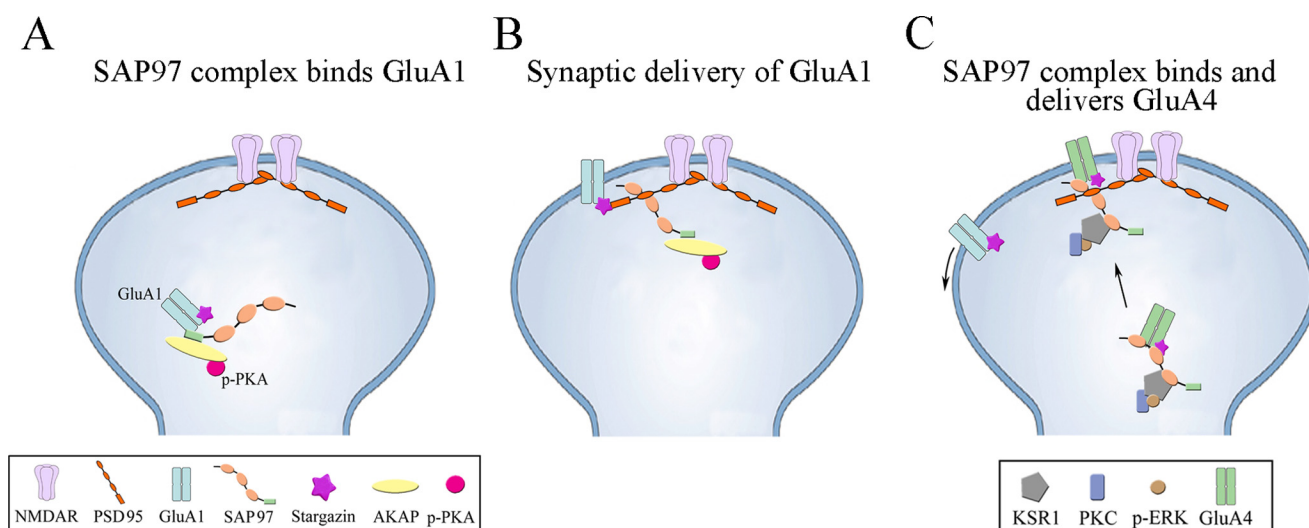 A
SAP97 complex binds GluA1
B
Synaptic delivery of GluA1
C
SAP97 complex binds and
delivers GluA4
GluA1
p-PKA
NMDAR
PSD95
GluA1
SAP97
Stargazin
AKAP
p-PKA
KSR1
PKC
p-ERK
GluA4